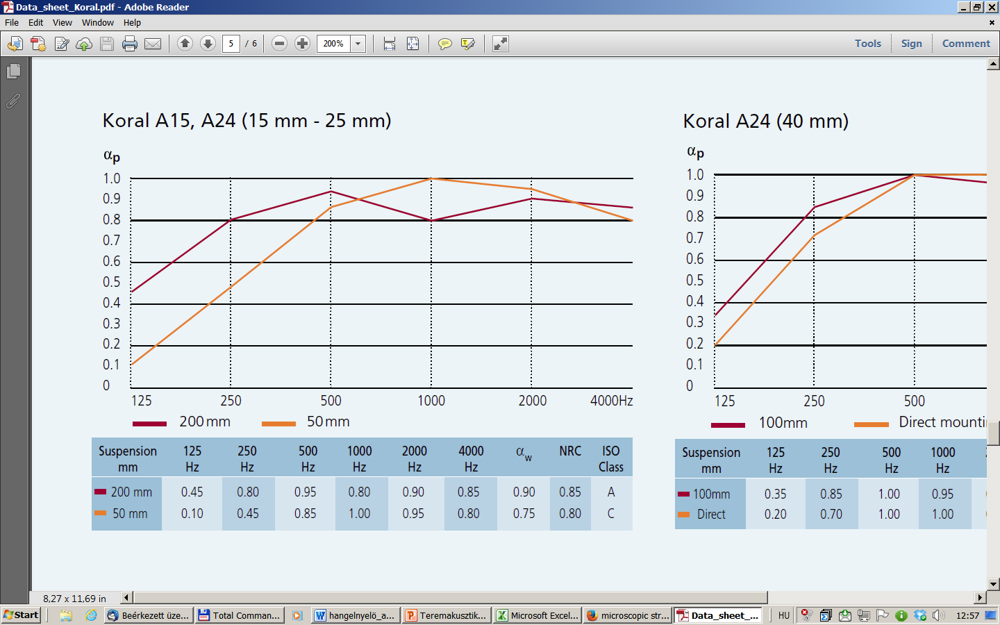 Data_sheet_Koral.pdf - Adobe Reader
File Edit View Window Help
5 / 6 200% Tools Sign Comment
Koral A15, A24 (15 mm - 25 mm)
αp
1.0
0.9
0.8
0.7
0.6
0.5
0.4
0.3
0.2
0.1
0
125 250 500 1000 2000 4000Hz
200 mm 50 mm
Suspension mm 125 Hz 250 Hz 500 Hz 1000 Hz 2000 Hz 4000 Hz αw NRC ISO Class
200 mm 0.45 0.80 0.95 0.80 0.90 0.85 0.90 0.85 A
50 mm 0.10 0.45 0.85 1.00 0.95 0.80 0.75 0.80 C
Koral A24 (40 mm)
αp
1.0
0.9
0.8
0.7
0.6
0.5
0.4
0.3
0.2
0.1
0
125 250 500
100mm Direct mounti
Suspension mm 125 Hz 250 Hz 500 Hz 1000 Hz
100mm 0.35 0.85 1.00 0.95
Direct 0.20 0.70 1.00 1.00
8,27 x 11,69 in
Start Beérkezett üze... Total Comman... hangelnyelö_a... Teremakusztik... Microsoft Excel... microscopic str... Data_sheet_... HU 12:57